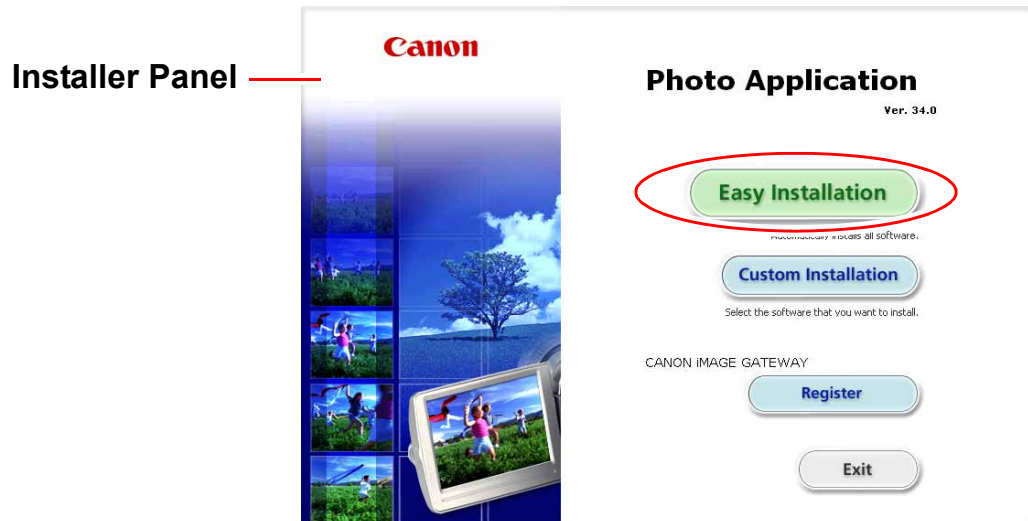 Canon
Installer Panel
Photo Application
Ver. 34.0
Easy Installation
Automatically installs all software.
Custom Installation
Select the software that you want to install.
CANON iMAGE GATEWAY
Register
Exit